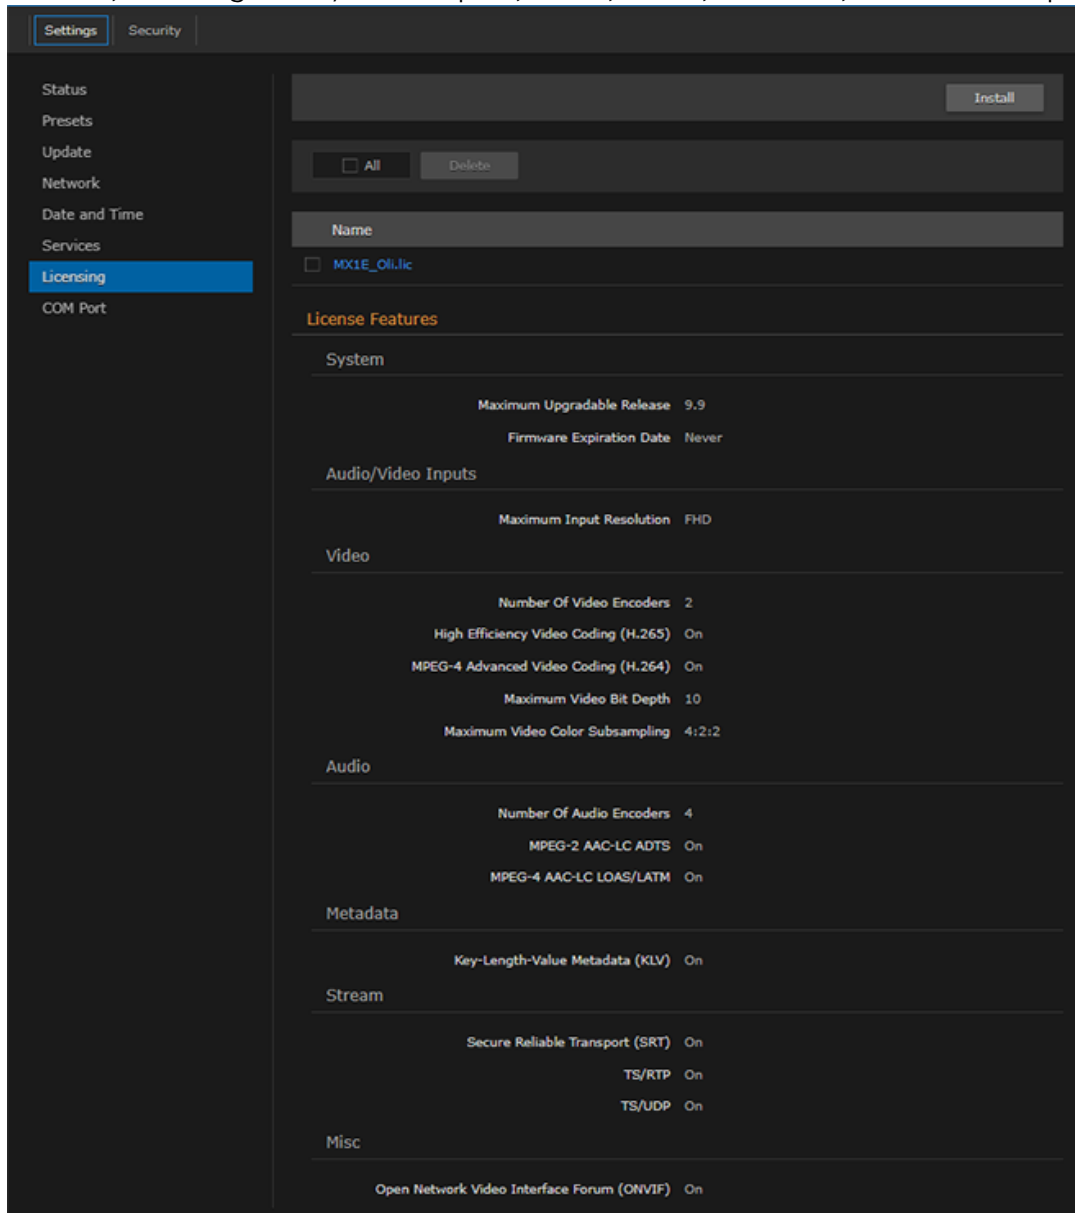 Settings Security
Status
Presets
Update
Network
Date and Time
Services
Licensing
COM Port
Install
All Delete
Name
MX1E_Oli.lic
License Features
System
Maximum Upgradable Release 9.9
Firmware Expiration Date Never
Audio/Video Inputs
Maximum Input Resolution FHD
Video
Number Of Video Encoders 2
High Efficiency Video Coding (H.265) On
MPEG-4 Advanced Video Coding (H.264) On
Maximum Video Bit Depth 10
Maximum Video Color Subsampling 4:2:2
Audio
Number Of Audio Encoders 4
MPEG-2 AAC-LC ADTS On
MPEG-4 AAC-LC LOAS/LATM On
Metadata
Key-Length-Value Metadata (KLV) On
Stream
Secure Reliable Transport (SRT) On
TS/RTP On
TS/UDP On
Misc
Open Network Video Interface Forum (ONVIF) On